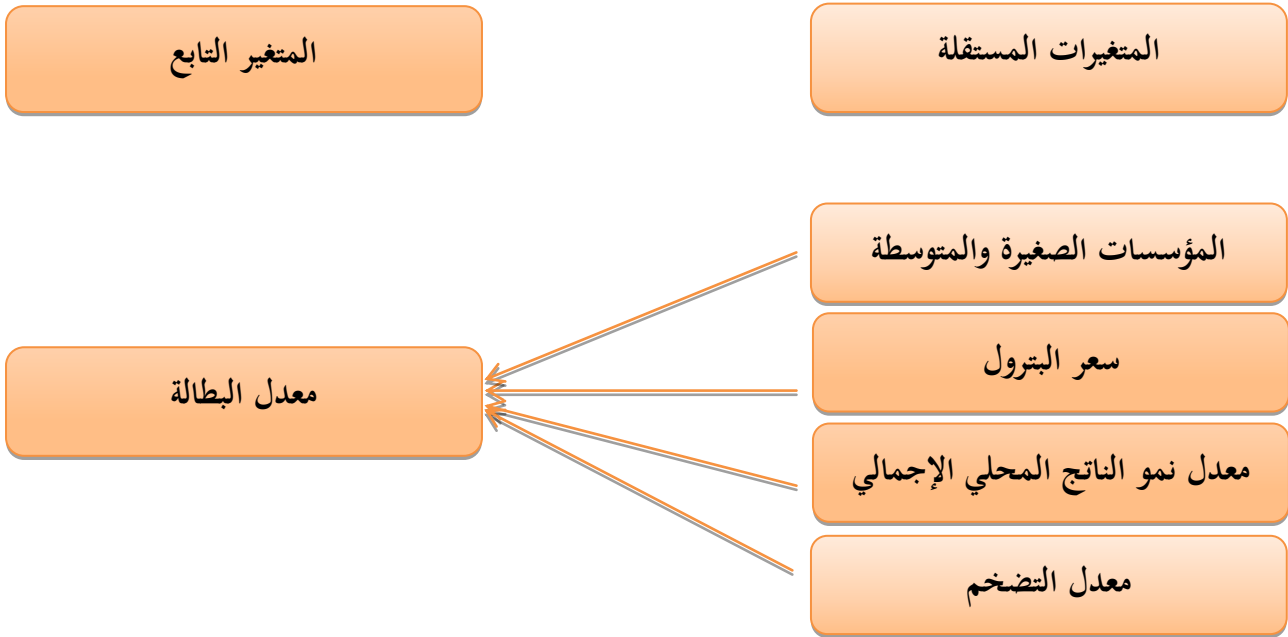 المتغيرات المستقلة
المتغير التابع
المؤسسات الصغيرة والمتوسطة
سعر البترول
معدل نمو الناتج المحلي الإجمالي
معدل التضخم
معدل البطالة